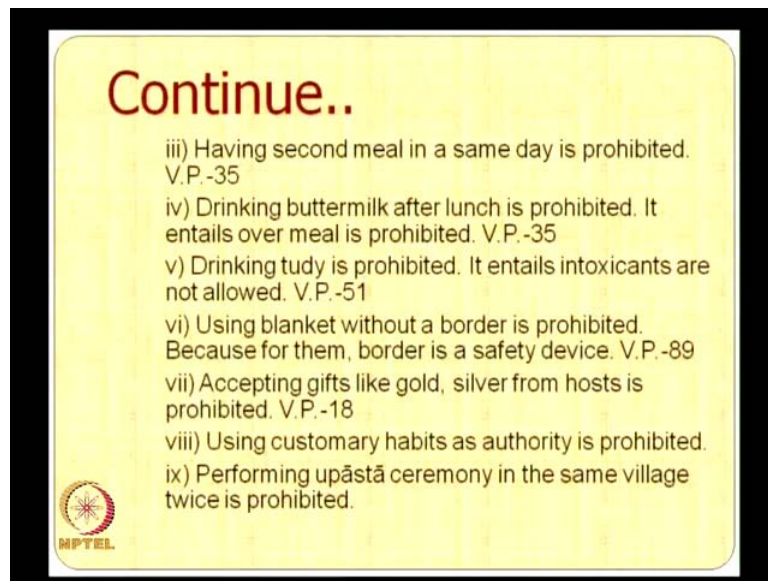 Continue..
iii) Having second meal in a same day is prohibited.
V.P.-35
iv) Drinking buttermilk after lunch is prohibited. It
entails over meal is prohibited. V.P.-35
v) Drinking tudy is prohibited. It entails intoxicants are
not allowed. V.P.-51
vi) Using blanket without a border is prohibited.
Because for them, border is a safety device. V.P.-89
vii) Accepting gifts like gold, silver from hosts is
prohibited. V.P.-18
viii) Using customary habits as authority is prohibited.
ix) Performing upāstā ceremony in the same village
twice is prohibited.
NPTEL